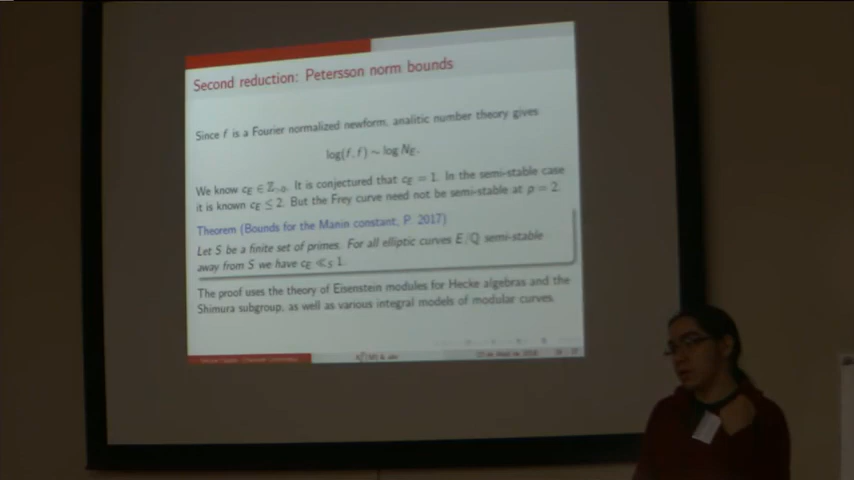 Second reduction: Petersson norm bounds
Since f is a Fourier normalized newform, analitic number theory gives
log(f, f) ~ log N_E.
We know c_E ∈ Z_{>0}. It is conjectured that c_E = 1. In the semi-stable case
it is known c_E ≤ 2. But the Frey curve need not be semi-stable at p = 2.
Theorem (Bounds for the Manin constant, P. 2017)
Let S be a finite set of primes. For all elliptic curves E/Q semi-stable
away from S we have c_E ≪_S 1.
The proof uses the theory of Eisenstein modules for Hecke algebras and the
Shimura subgroup, as well as various integral models of modular curves.